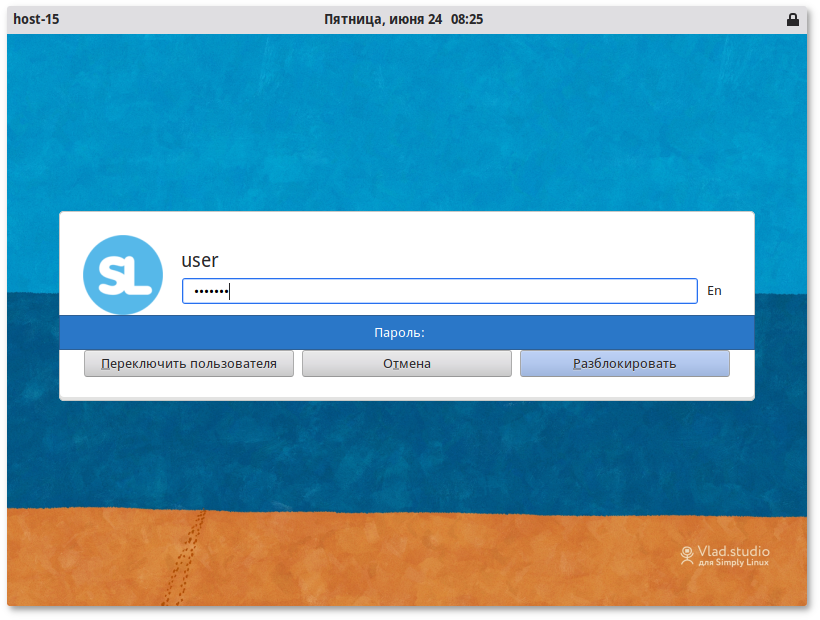 host-15 Пятница, июня 24 08:25
SL
user
••••••• En
Пароль:
Переключить пользователя Отмена Разблокировать
Vlad.studio
для Simply Linux